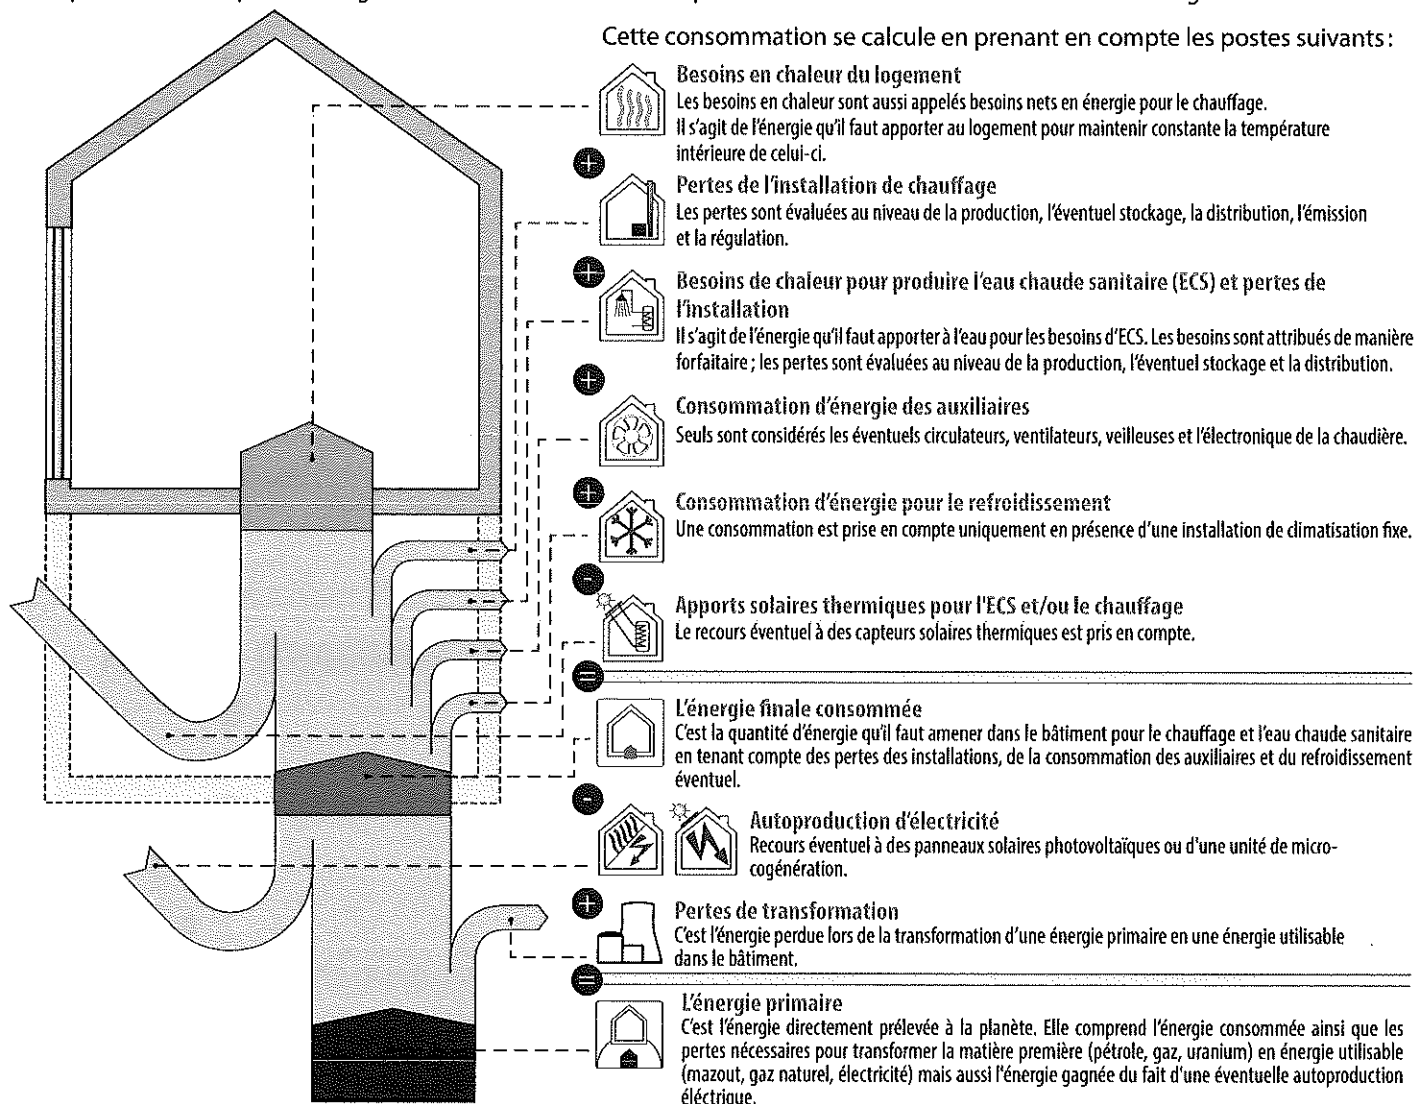 Cette consommation se calcule en prenant en compte les postes suivants:
Besoins en chaleur du logement
Les besoins en chaleur sont aussi appelés besoins nets en énergie pour le chauffage.
Il s'agit de l'énergie qu'il faut apporter au logement pour maintenir constante la température
intérieure de celui-ci.
+
Pertes de l'installation de chauffage
Les pertes sont évaluées au niveau de la production, l'éventuel stockage, la distribution, l'émission
et la régulation.
+
Besoins de chaleur pour produire l'eau chaude sanitaire (ECS) et pertes de
l'installation
Il s'agit de l'énergie qu'il faut apporter à l'eau pour les besoins d'ECS. Les besoins sont attribués de manière
forfaitaire ; les pertes sont évaluées au niveau de la production, l'éventuel stockage et la distribution.
+
Consommation d'énergie des auxiliaires
Seuls sont considérés les éventuels circulateurs, ventilateurs, veilleuses et l'électronique de la chaudière.
+
Consommation d'énergie pour le refroidissement
Une consommation est prise en compte uniquement en présence d'une installation de climatisation fixe.
-
Apports solaires thermiques pour l'ECS et/ou le chauffage
Le recours éventuel à des capteurs solaires thermiques est pris en compte.
=
L'énergie finale consommée
C'est la quantité d'énergie qu'il faut amener dans le bâtiment pour le chauffage et l'eau chaude sanitaire
en tenant compte des pertes des installations, de la consommation des auxiliaires et du refroidissement
éventuel.
-
Autoproduction d'électricité
Recours éventuel à des panneaux solaires photovoltaïques ou d'une unité de micro-
cogénération.
+
Pertes de transformation
C'est l'énergie perdue lors de la transformation d'une énergie primaire en une énergie utilisable
dans le bâtiment.
=
L'énergie primaire
C'est l'énergie directement prélevée à la planète. Elle comprend l'énergie consommée ainsi que les
pertes nécessaires pour transformer la matière première (pétrole, gaz, uranium) en énergie utilisable
(mazout, gaz naturel, électricité) mais aussi l'énergie gagnée du fait d'une éventuelle autoproduction
éléctrique.